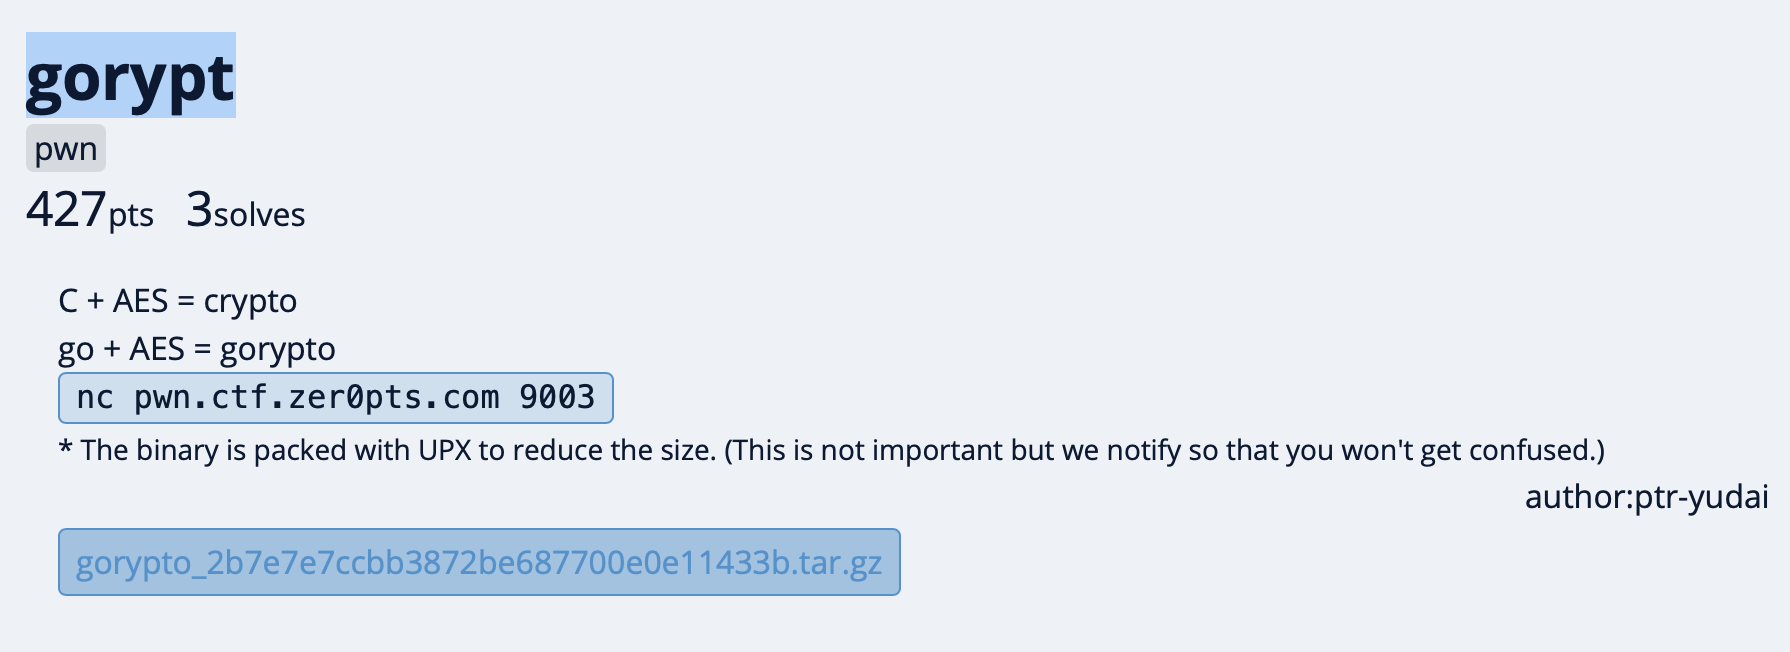 gorypt
pwn
427pts 3solves
C + AES = crypto
go + AES = gorypto
nc pwn.ctf.zer0pts.com 9003
* The binary is packed with UPX to reduce the size. (This is not important but we notify so that you won't get confused.)
author:ptr-yudai
gorypto_2b7e7e7ccbb3872be687700e0e11433b.tar.gz